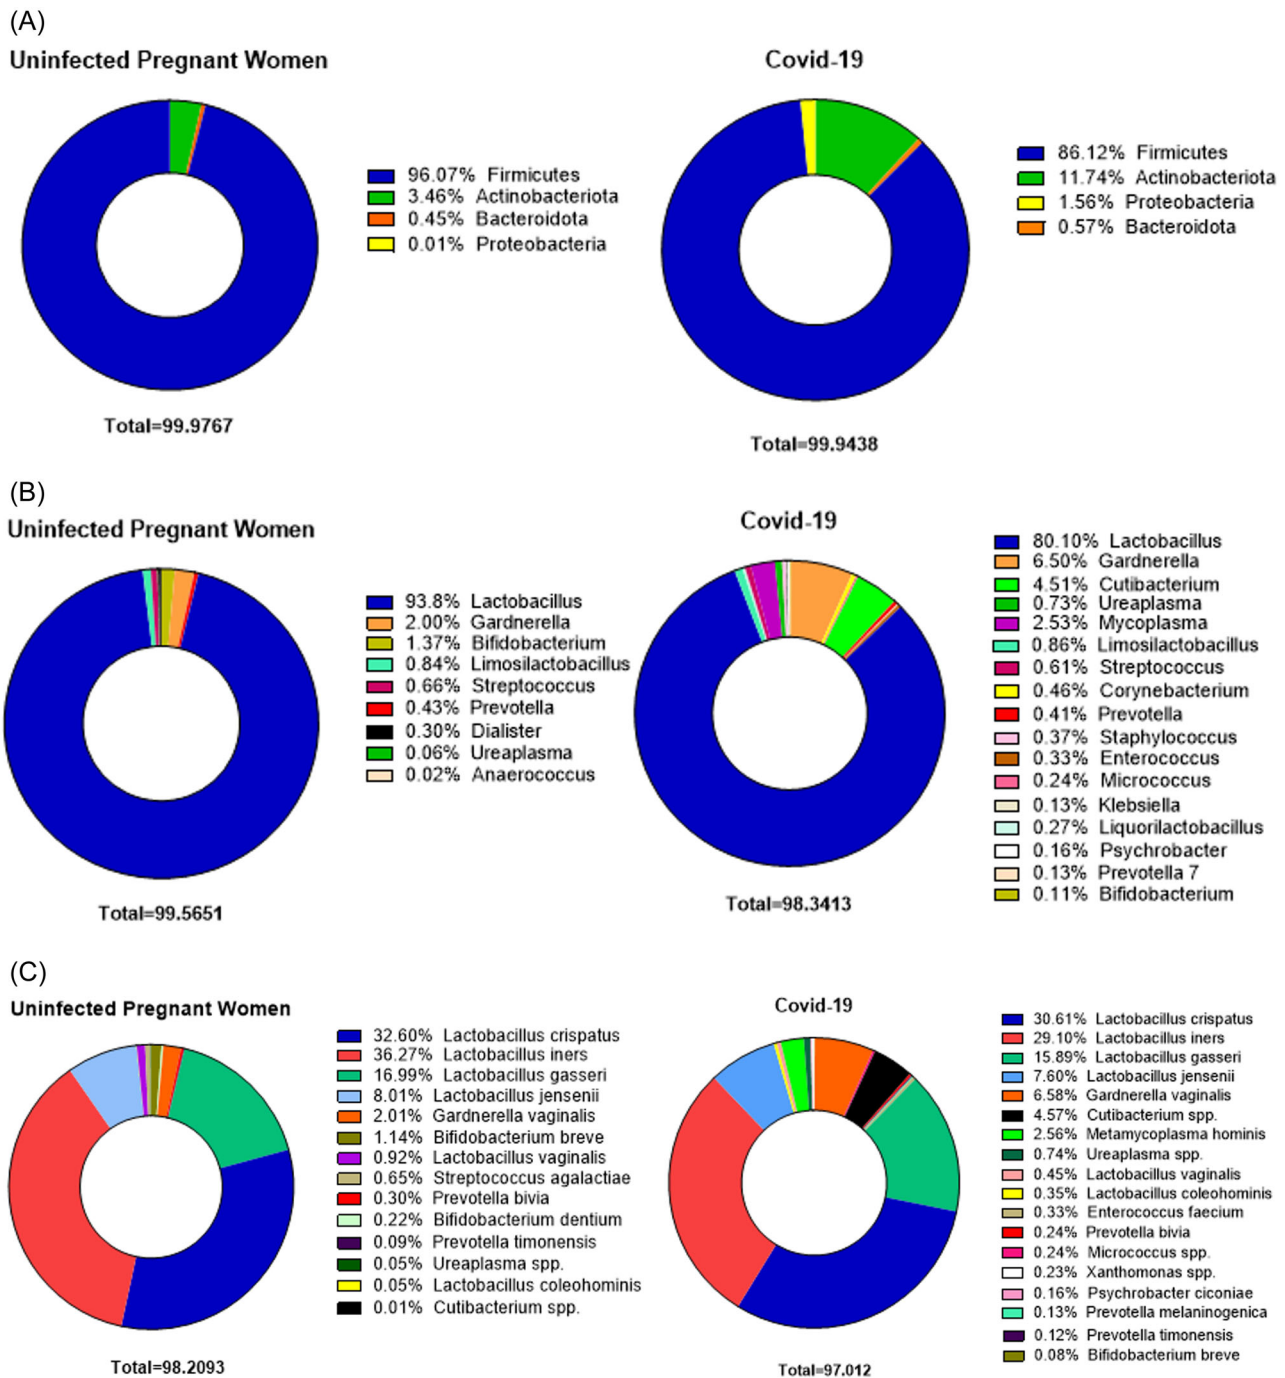 (A)
Uninfected Pregnant Women
96.07% Firmicutes
3.46% Actinobacteriota
0.45% Bacteroidota
0.01% Proteobacteria
Total=99.9767
Covid-19
86.12% Firmicutes
11.74% Actinobacteriota
1.56% Proteobacteria
0.57% Bacteroidota
Total=99.9438
(B)
Uninfected Pregnant Women
93.8% Lactobacillus
2.00% Gardnerella
1.37% Bifidobacterium
0.84% Limosilactobacillus
0.66% Streptococcus
0.43% Prevotella
0.30% Dialister
0.06% Ureaplasma
0.02% Anaerococcus
Total=99.5651
Covid-19
80.10% Lactobacillus
6.50% Gardnerella
4.51% Cutibacterium
0.73% Ureaplasma
2.53% Mycoplasma
0.86% Limosilactobacillus
0.61% Streptococcus
0.46% Corynebacterium
0.41% Prevotella
0.37% Staphylococcus
0.33% Enterococcus
0.24% Micrococcus
0.13% Klebsiella
0.27% Liquorilactobacillus
0.16% Psychrobacter
0.13% Prevotella 7
0.11% Bifidobacterium
Total=98.3413
(C)
Uninfected Pregnant Women
32.60% Lactobacillus crispatus
36.27% Lactobacillus iners
16.99% Lactobacillus gasseri
8.01% Lactobacillus jensenii
2.01% Gardnerella vaginalis
1.14% Bifidobacterium breve
0.92% Lactobacillus vaginalis
0.65% Streptococcus agalactiae
0.30% Prevotella bivia
0.22% Bifidobacterium dentium
0.09% Prevotella timonensis
0.05% Ureaplasma spp.
0.05% Lactobacillus coleohominis
0.01% Cutibacterium spp.
Total=98.2093
Covid-19
30.61% Lactobacillus crispatus
29.10% Lactobacillus iners
15.89% Lactobacillus gasseri
7.60% Lactobacillus jensenii
6.58% Gardnerella vaginalis
4.57% Cutibacterium spp.
2.56% Metamycoplasma hominis
0.74% Ureaplasma spp.
0.45% Lactobacillus vaginalis
0.35% Lactobacillus coleohominis
0.33% Enterococcus faecium
0.24% Prevotella bivia
0.24% Micrococcus spp.
0.23% Xanthomonas spp.
0.16% Psychrobacter ciconiae
0.13% Prevotella melaninogenica
0.12% Prevotella timonensis
0.08% Bifidobacterium breve
Total=97.012